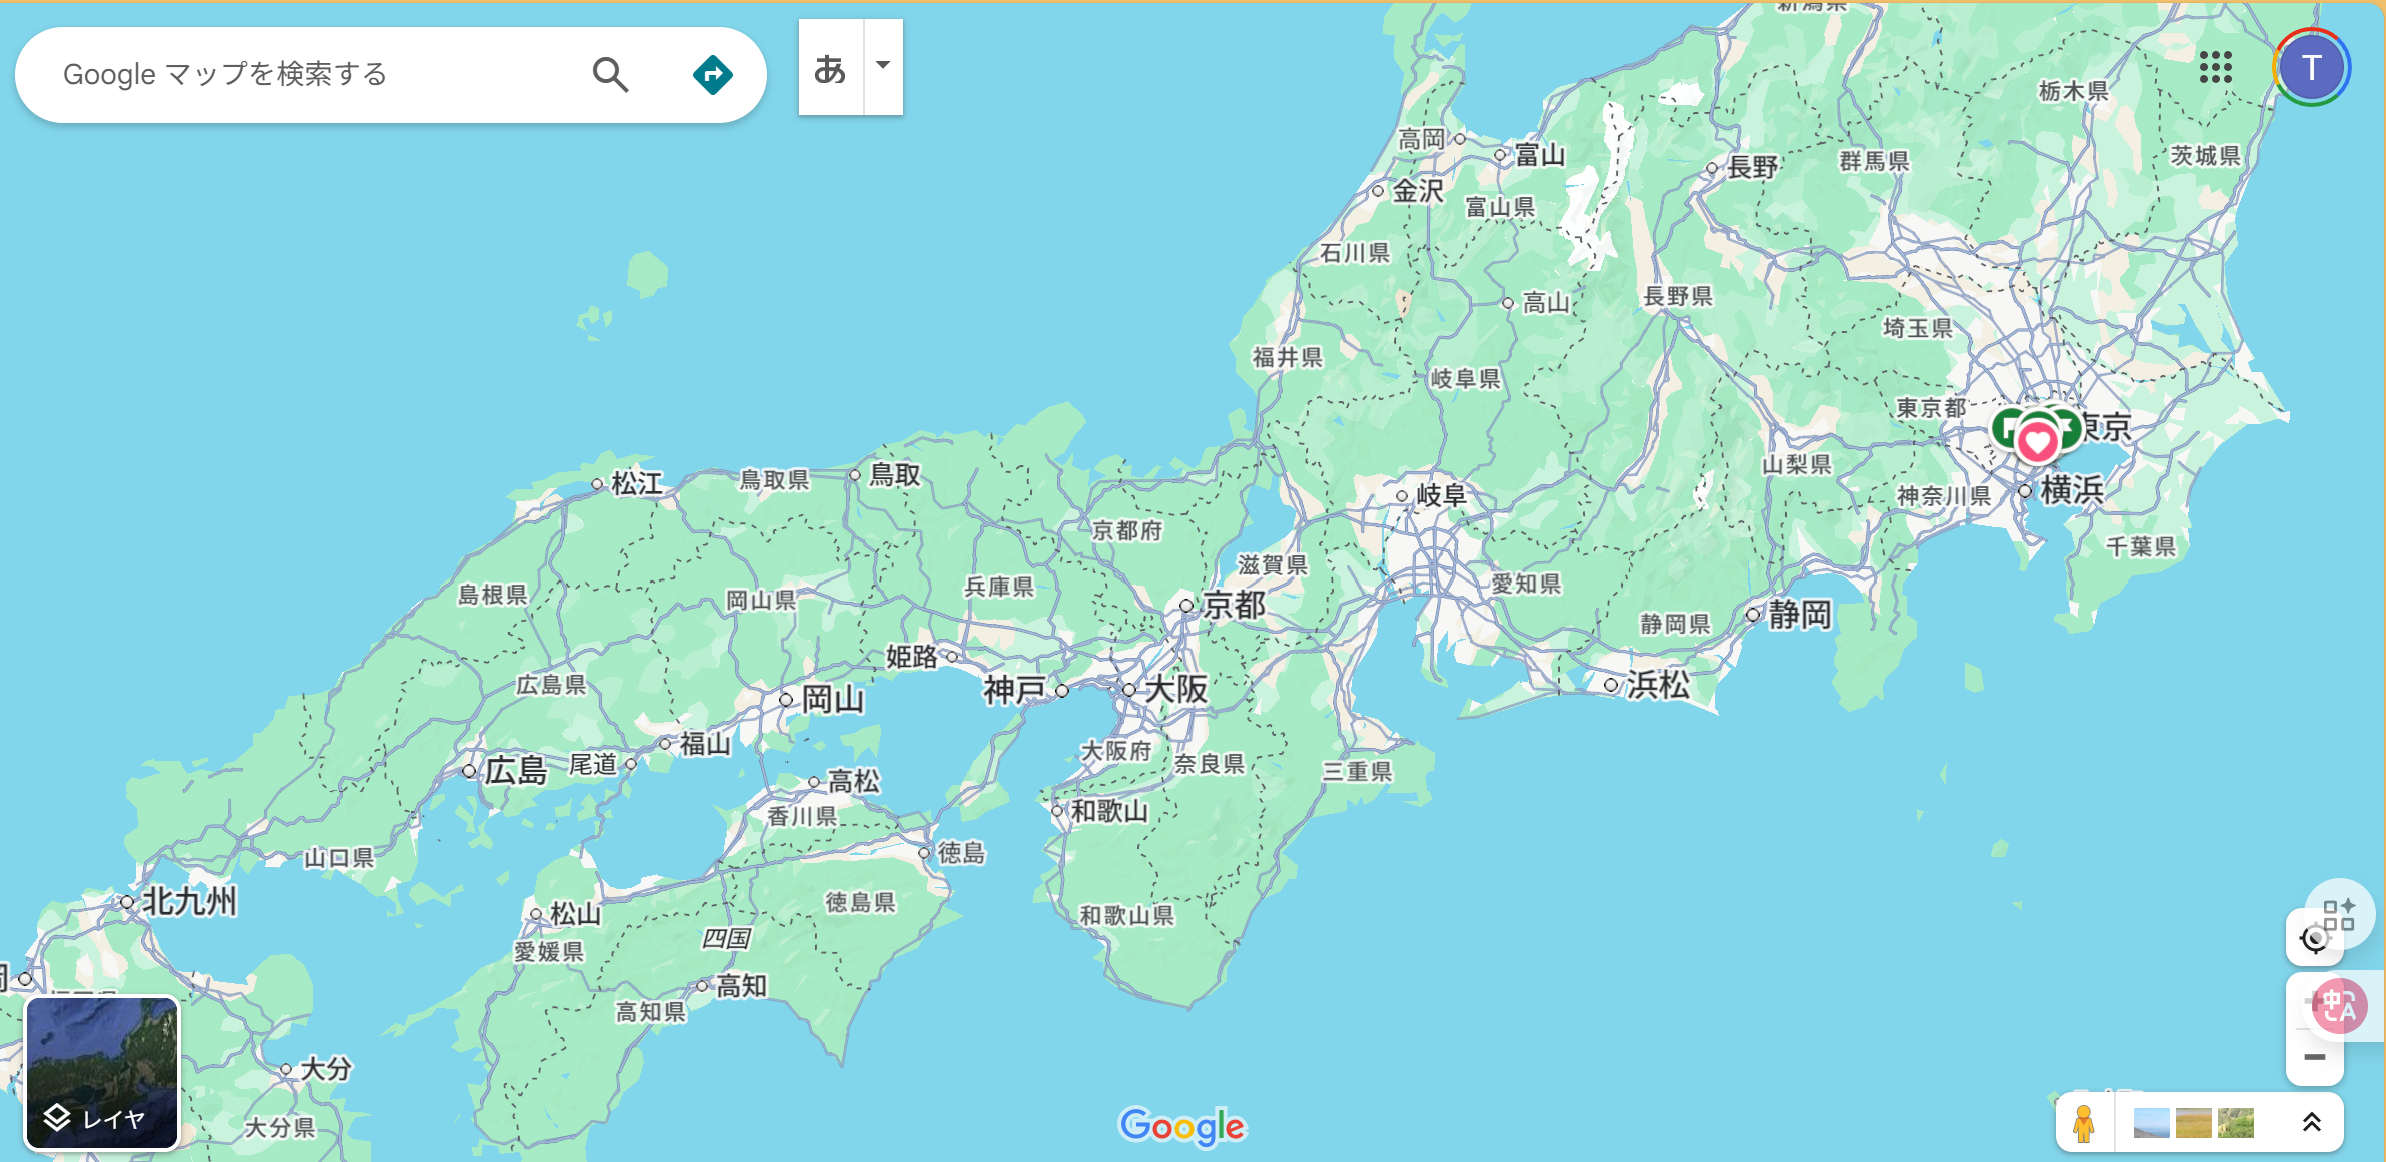 Google マップを検索する
あ
新潟県
T
栃木県
高岡
富山
長野
群馬県
茨城県
金沢
富山県
石川県
高山
長野県
埼玉県
福井県
岐阜県
東京都
東京
山梨県
松江
鳥取県
鳥取
岐阜
神奈川県
横浜
京都府
千葉県
滋賀県
島根県
岡山県
兵庫県
愛知県
京都
静岡県
静岡
姫路
広島県
神戸
大阪
浜松
岡山
福山
大阪府
奈良県
三重県
広島
尾道
高松
香川県
和歌山
山口県
徳島
北九州
松山
徳島県
和歌山県
四国
愛媛県
高知
高知県
大分
レイヤ
大分県
Google